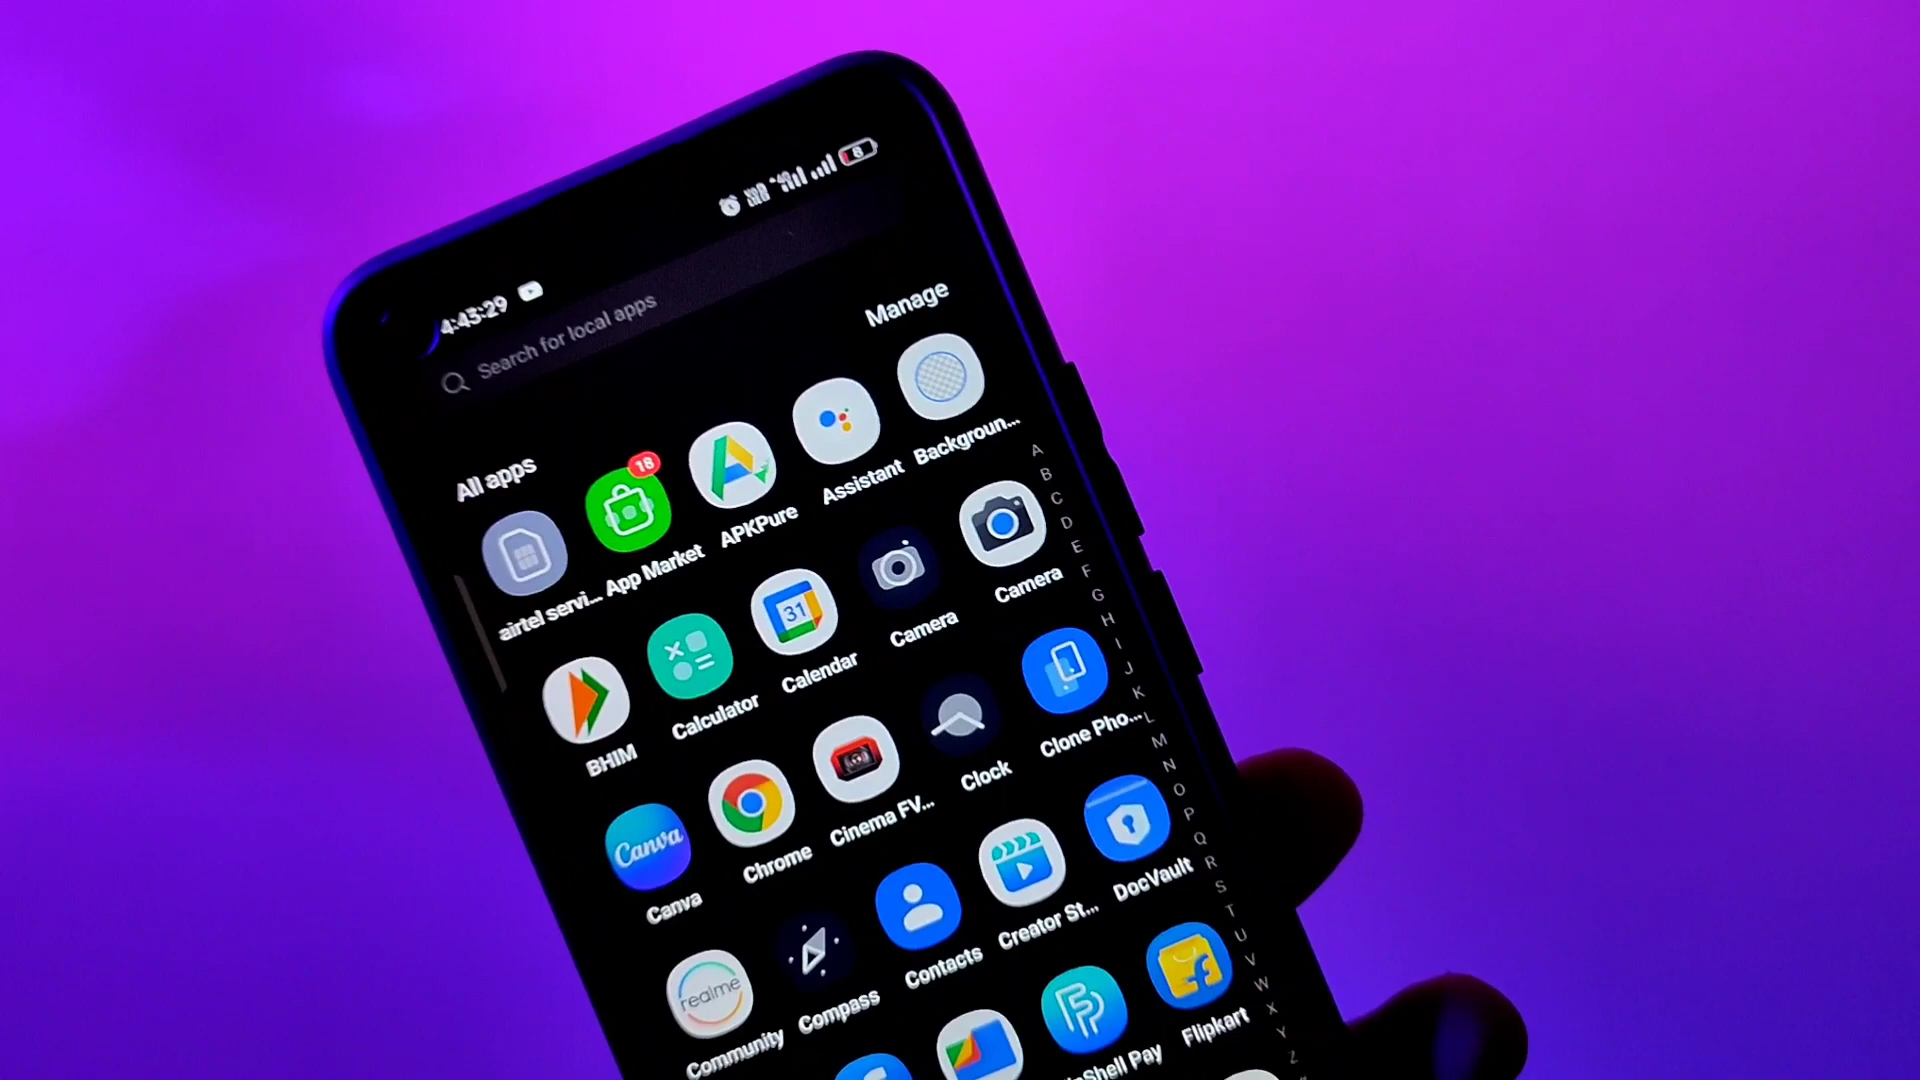 4:43:29
8
Search for local apps
All apps
Manage
18
airtel servi...
App Market
APKPure
Assistant
Backgroun...
31
BHIM
Calculator
Calendar
Camera
Camera
Canva
Canva
Chrome
Cinema FV...
Clock
Clone Pho...
realme
Community
Compass
Contacts
Creator St...
DocVault
Shell Pay
Flipkart
A
B
C
D
E
F
G
H
I
J
K
L
M
N
O
P
Q
R
S
T
U
V
W
X
Y
Z